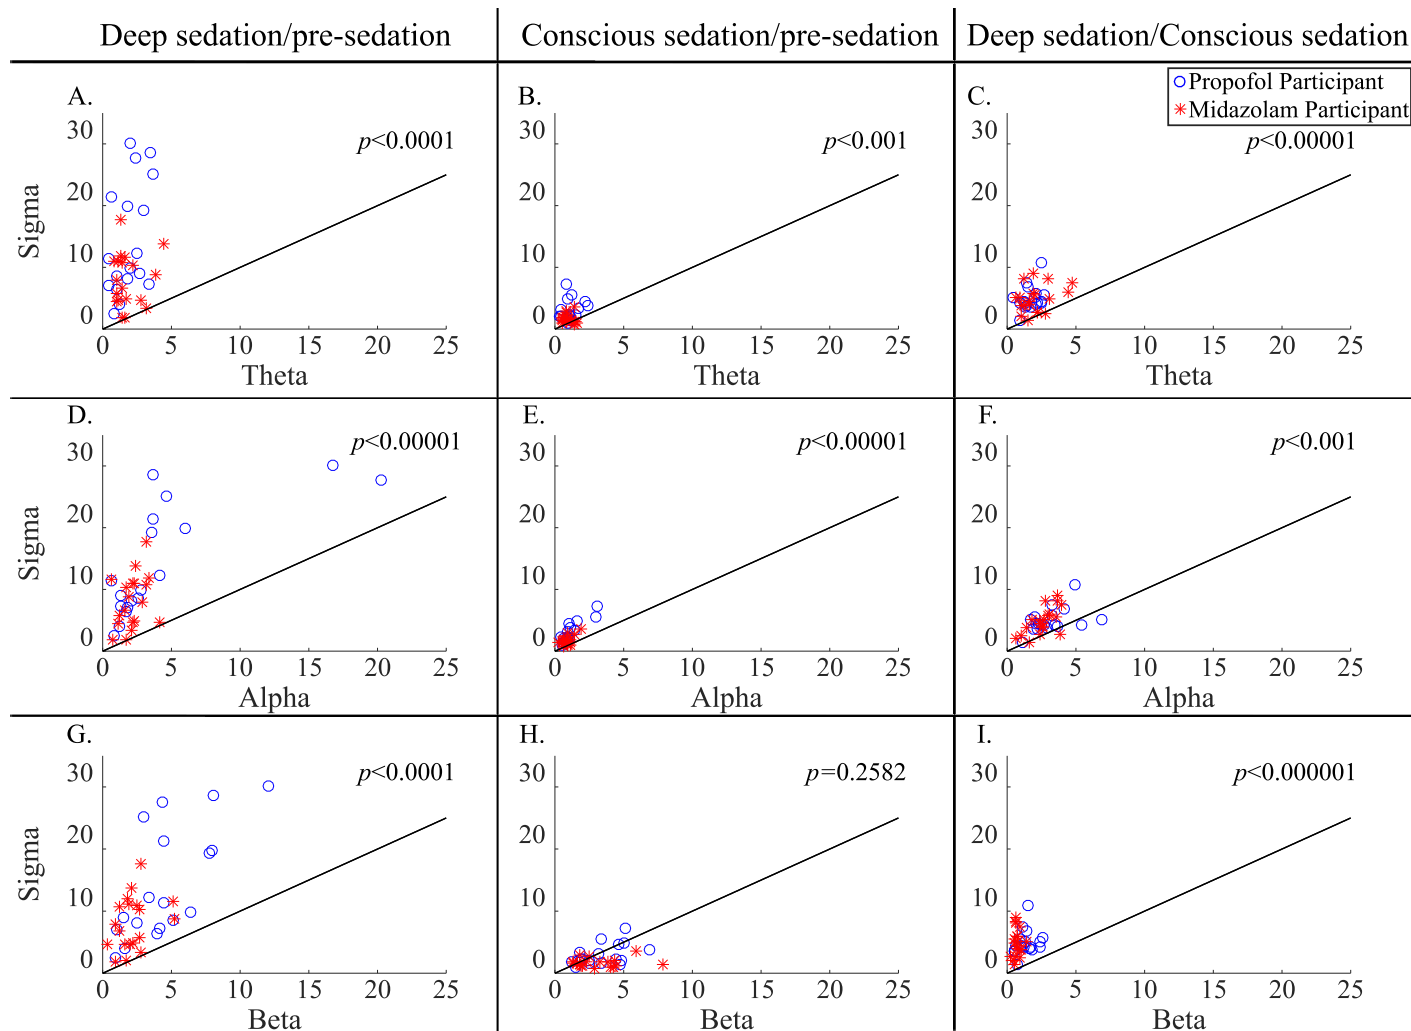 Deep sedation/pre-sedation
Conscious sedation/pre-sedation
Deep sedation/Conscious sedation
Propofol Participant
Midazolam Participant
A.
p<0.0001
30
20
10
0
Sigma
0 5 10 15 20 25
Theta
B.
p<0.001
30
20
10
0
0 5 10 15 20 25
Theta
C.
p<0.00001
30
20
10
0
0 5 10 15 20 25
Theta
D.
p<0.00001
30
20
10
0
Sigma
0 5 10 15 20 25
Alpha
E.
p<0.00001
30
20
10
0
0 5 10 15 20 25
Alpha
F.
p<0.001
30
20
10
0
0 5 10 15 20 25
Alpha
G.
p<0.0001
30
20
10
0
Sigma
0 5 10 15 20 25
Beta
H.
p=0.2582
30
20
10
0
0 5 10 15 20 25
Beta
I.
p<0.000001
30
20
10
0
0 5 10 15 20 25
Beta